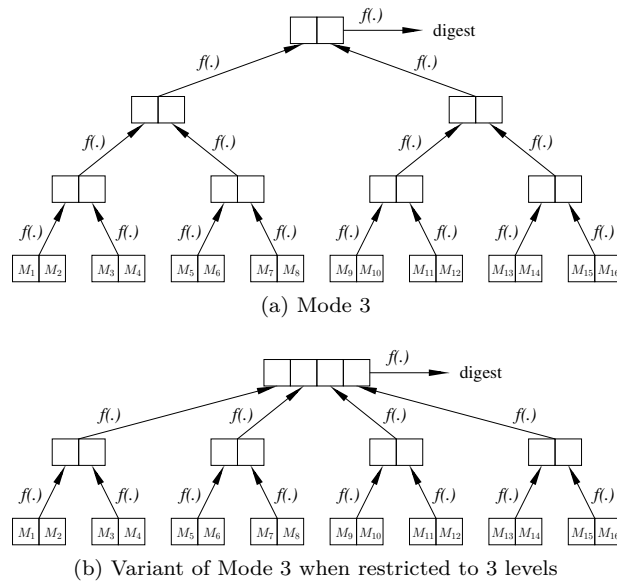 f(.)
digest
f(.) f(.)
f(.) f(.) f(.) f(.)
f(.) f(.) f(.) f(.) f(.) f(.) f(.) f(.)
M1 M2 M3 M4 M5 M6 M7 M8 M9 M10 M11 M12 M13 M14 M15 M16
(a) Mode 3
f(.)
digest
f(.) f(.) f(.) f(.)
f(.) f(.) f(.) f(.) f(.) f(.) f(.) f(.)
M1 M2 M3 M4 M5 M6 M7 M8 M9 M10 M11 M12 M13 M14 M15 M16
(b) Variant of Mode 3 when restricted to 3 levels